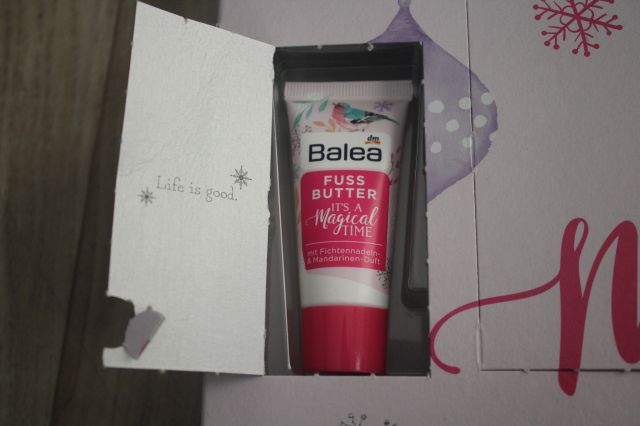 Life is good.
dm
Balea
FUSS
BUTTER
IT'S A
Magical
TIME
mit Fichtennadeln-
& Mandarinen-Duft